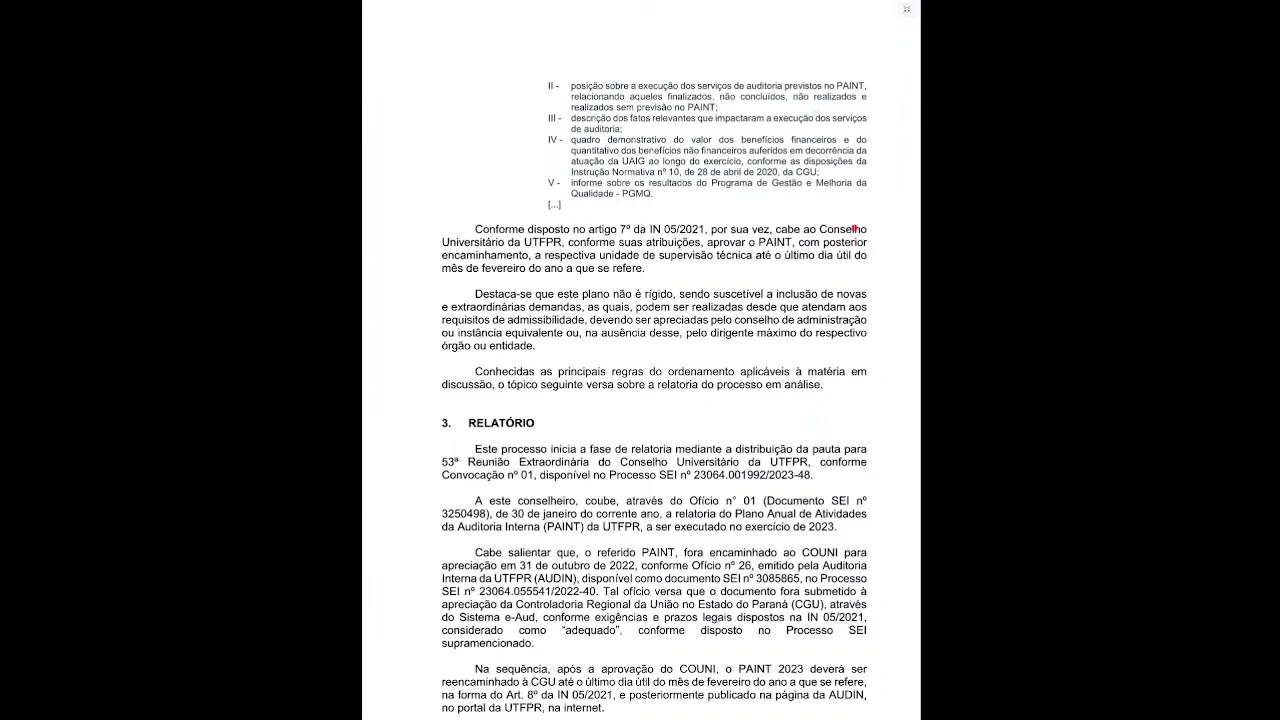 II - posição sobre a execução dos serviços de auditoria previstos no PAINT,
relacionando aqueles finalizados, não concluídos, não realizados e
realizados sem previsão no PAINT;
III - descrição dos fatos relevantes que impactaram a execução dos serviços
de auditoria;
IV - quadro demonstrativo do valor dos benefícios financeiros e do
quantitativo dos benefícios não financeiros auferidos em decorrência da
atuação da UAIG ao longo do exercício, conforme as disposições da
Instrução Normativa nº 10, de 28 de abril de 2020, da CGU;
V - informe sobre os resultados do Programa de Gestão e Melhoria da
Qualidade - PGMQ.
[...]
Conforme disposto no artigo 7º da IN 05/2021, por sua vez, cabe ao Conselho
Universitário da UTFPR, conforme suas atribuições, aprovar o PAINT, com posterior
encaminhamento, a respectiva unidade de supervisão técnica até o último dia útil do
mês de fevereiro do ano a que se refere.
Destaca-se que este plano não é rígido, sendo suscetível a inclusão de novas
e extraordinárias demandas, as quais, podem ser realizadas desde que atendam aos
requisitos de admissibilidade, devendo ser apreciadas pelo conselho de administração
ou instância equivalente ou, na ausência desse, pelo dirigente máximo do respectivo
órgão ou entidade.
Conhecidas as principais regras do ordenamento aplicáveis à matéria em
discussão, o tópico seguinte versa sobre a relatoria do processo em análise.
3. RELATÓRIO
Este processo inicia a fase de relatoria mediante a distribuição da pauta para
53ª Reunião Extraordinária do Conselho Universitário da UTFPR, conforme
Convocação nº 01, disponível no Processo SEI nº 23064.001992/2023-48.
A este conselheiro, coube, através do Ofício n° 01 (Documento SEI nº
3250498), de 30 de janeiro do corrente ano, a relatoria do Plano Anual de Atividades
da Auditoria Interna (PAINT) da UTFPR, a ser executado no exercício de 2023.
Cabe salientar que, o referido PAINT, fora encaminhado ao COUNI para
apreciação em 31 de outubro de 2022, conforme Ofício nº 26, emitido pela Auditoria
Interna da UTFPR (AUDIN), disponível como documento SEI nº 3085865, no Processo
SEI nº 23064.055541/2022-40. Tal ofício versa que o documento fora submetido à
apreciação da Controladoria Regional da União no Estado do Paraná (CGU), através
do Sistema e-Aud, conforme exigências e prazos legais dispostos na IN 05/2021,
considerado como “adequado”, conforme disposto no Processo SEI
supramencionado.
Na sequência, após a aprovação do COUNI, o PAINT 2023 deverá ser
reencaminhado à CGU até o último dia útil do mês de fevereiro do ano a que se refere,
na forma do Art. 8º da IN 05/2021, e posteriormente publicado na página da AUDIN,
no portal da UTFPR, na internet.